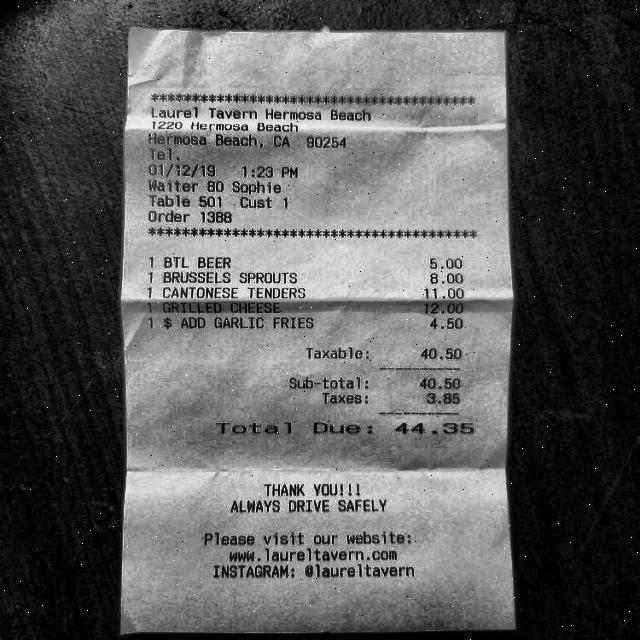 ****************************************
Laurel Tavern Hermosa Beach
1220 Hermosa Beach
Hermosa Beach, CA 90254
Tel.
01/12/19 1:23 PM
Waiter 80 Sophie
Table 501 Cust 1
Order 1388
****************************************
1 BTL BEER 5.00
1 BRUSSELS SPROUTS 8.00
1 CANTONESE TENDERS 11.00
1 GRILLED CHEESE 12.00
1 $ ADD GARLIC FRIES 4.50
Taxable: 40.50
Sub-total: 40.50
Taxes: 3.85
Total Due: 44.35
THANK YOU!!!
ALWAYS DRIVE SAFELY
Please visit our website:
www.laureltavern.com
INSTAGRAM: @laureltavern